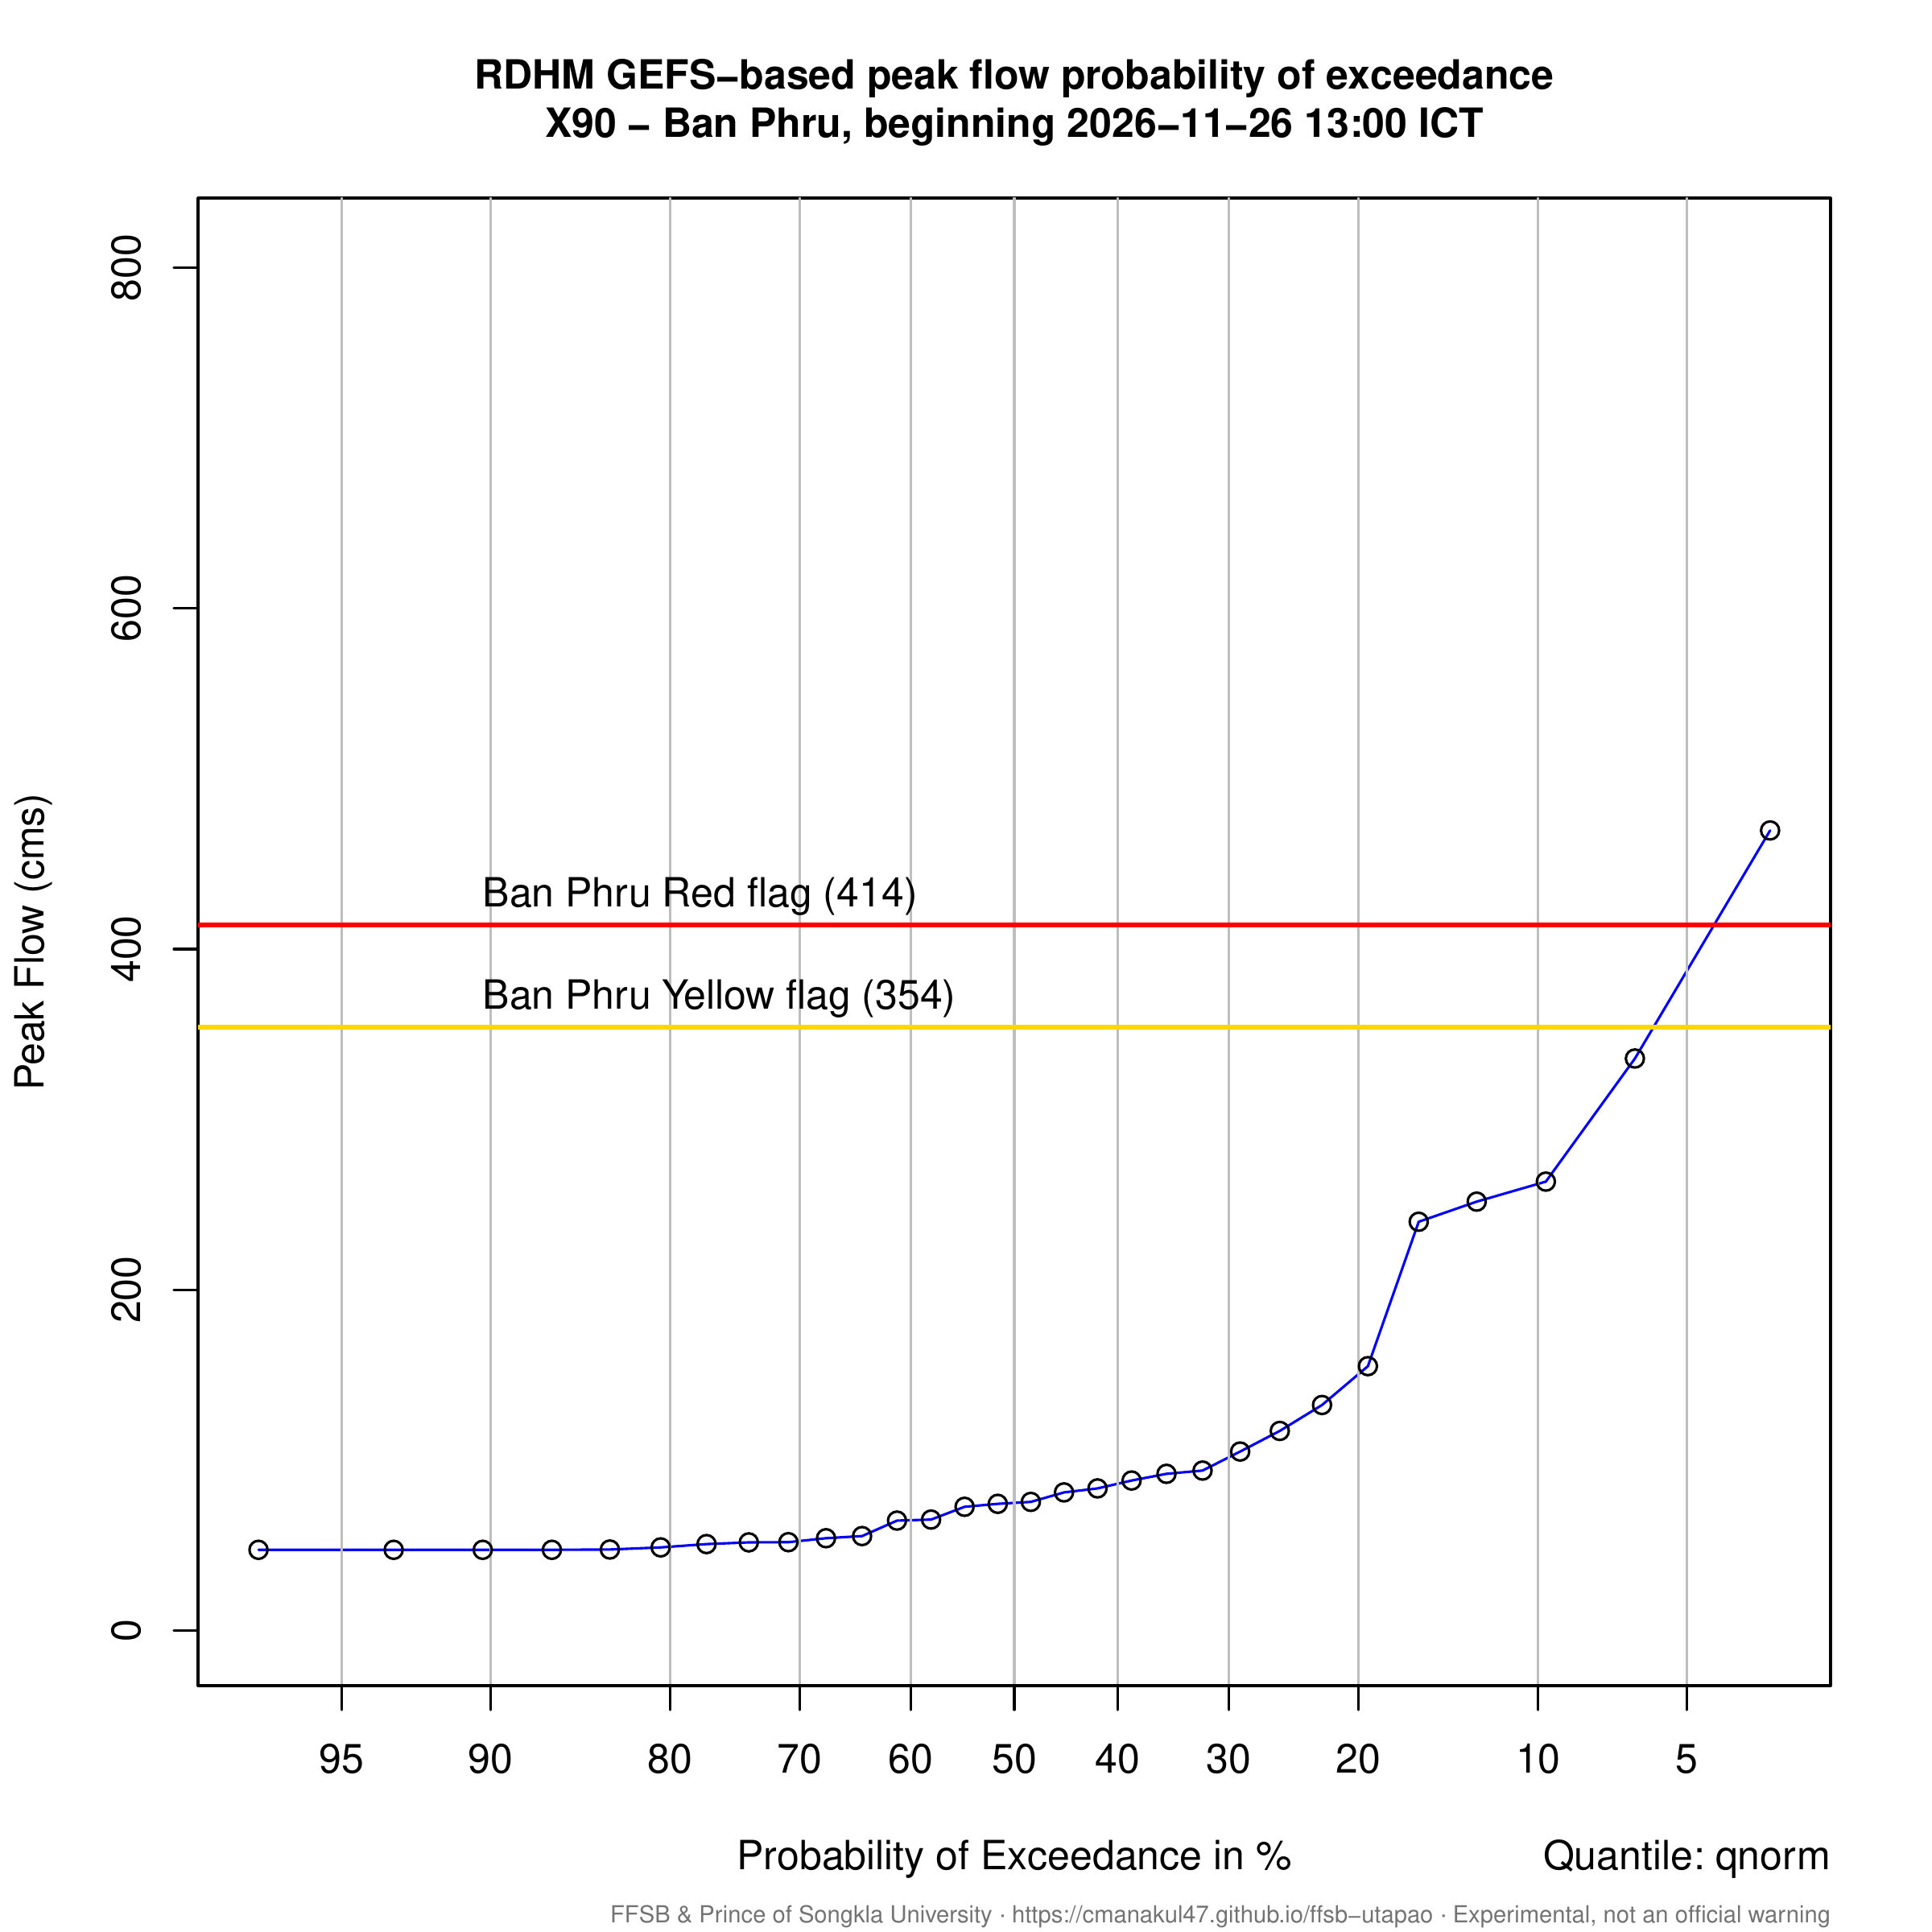 RDHM GEFS−based peak flow probability of exceedance
X90 − Ban Phru, beginning 2026−11−26 13:00 ICT
800
600
400
200
0
Peak Flow (cms)
Ban Phru Red flag (414)
Ban Phru Yellow flag (354)
95 90 80 70 60 50 40 30 20 10 5
Probability of Exceedance in %
Quantile: qnorm
FFSB & Prince of Songkla University · https://cmanakul47.github.io/ffsb−utapao · Experimental, not an official warning